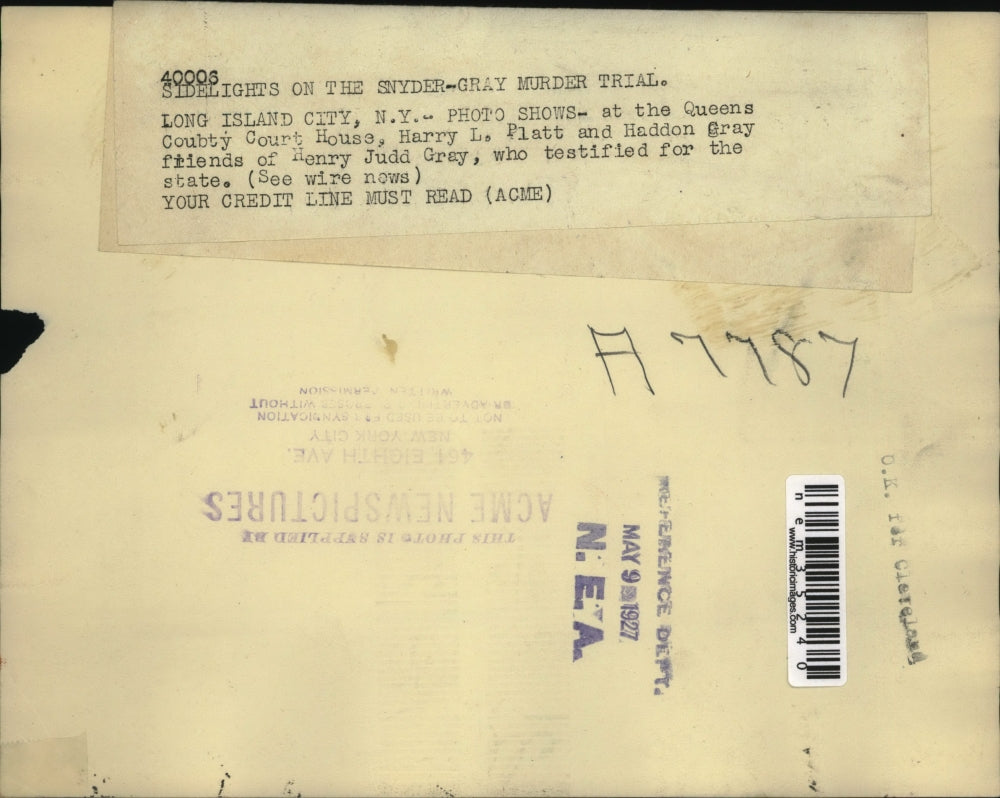 40006
SIDELIGHTS ON THE SNYDER-GRAY MURDER TRIAL.
LONG ISLAND CITY, N.Y.- PHOTO SHOWS- at the Queens
Coubty Court House, Harry L. Platt and Haddon Gray
friends of Henry Judd Gray, who testified for the
state. (See wire news)
YOUR CREDIT LINE MUST READ (ACME)
A 7787
THIS PHOTO IS SUPPLIED BY
ACME NEWSPICTURES
461 EIGHTH AVE.
NEW YORK CITY
NOT TO BE USED FOR SYNDICATION
OR ADVERTISING PURPOSES WITHOUT
WRITTEN PERMISSION
REFERENCE DEPT.
MAY 9 1927
N. E. A.
nem35240
www.historicimages.com
O.K. for Cleveland